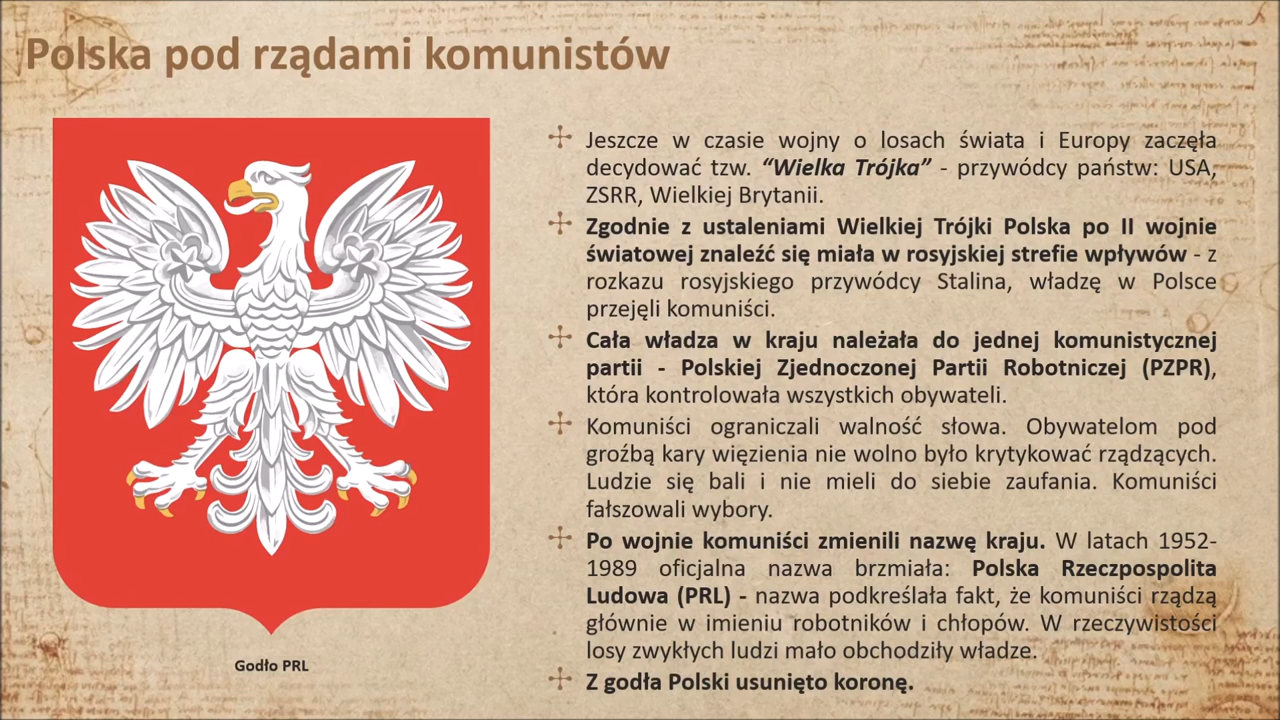 Polska pod rządami komunistów
Jeszcze w czasie wojny o losach świata i Europy zaczęła
decydować tzw. “Wielka Trójka” - przywódcy państw: USA,
ZSRR, Wielkiej Brytanii.
Zgodnie z ustaleniami Wielkiej Trójki Polska po II wojnie
światowej znaleźć się miała w rosyjskiej strefie wpływów - z
rozkazu rosyjskiego przywódcy Stalina, władzę w Polsce
przejęli komuniści.
Cała władza w kraju należała do jednej komunistycznej
partii - Polskiej Zjednoczonej Partii Robotniczej (PZPR),
która kontrolowała wszystkich obywateli.
Komuniści ograniczali walność słowa. Obywatelom pod
groźbą kary więzienia nie wolno było krytykować rządzących.
Ludzie się bali i nie mieli do siebie zaufania. Komuniści
fałszowali wybory.
Po wojnie komuniści zmienili nazwę kraju. W latach 1952-
1989 oficjalna nazwa brzmiała: Polska Rzeczpospolita
Ludowa (PRL) - nazwa podkreślała fakt, że komuniści rządzą
głównie w imieniu robotników i chłopów. W rzeczywistości
losy zwykłych ludzi mało obchodziły władze.
Z godła Polski usunięto koronę.
Godło PRL